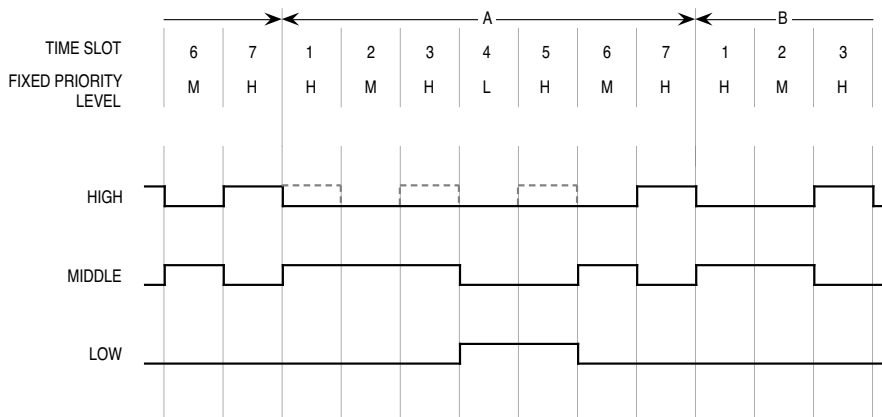 A B
TIME SLOT 6 7 1 2 3 4 5 6 7 1 2 3
FIXED PRIORITY LEVEL M H H M H L H M H H M H
HIGH
MIDDLE
LOW